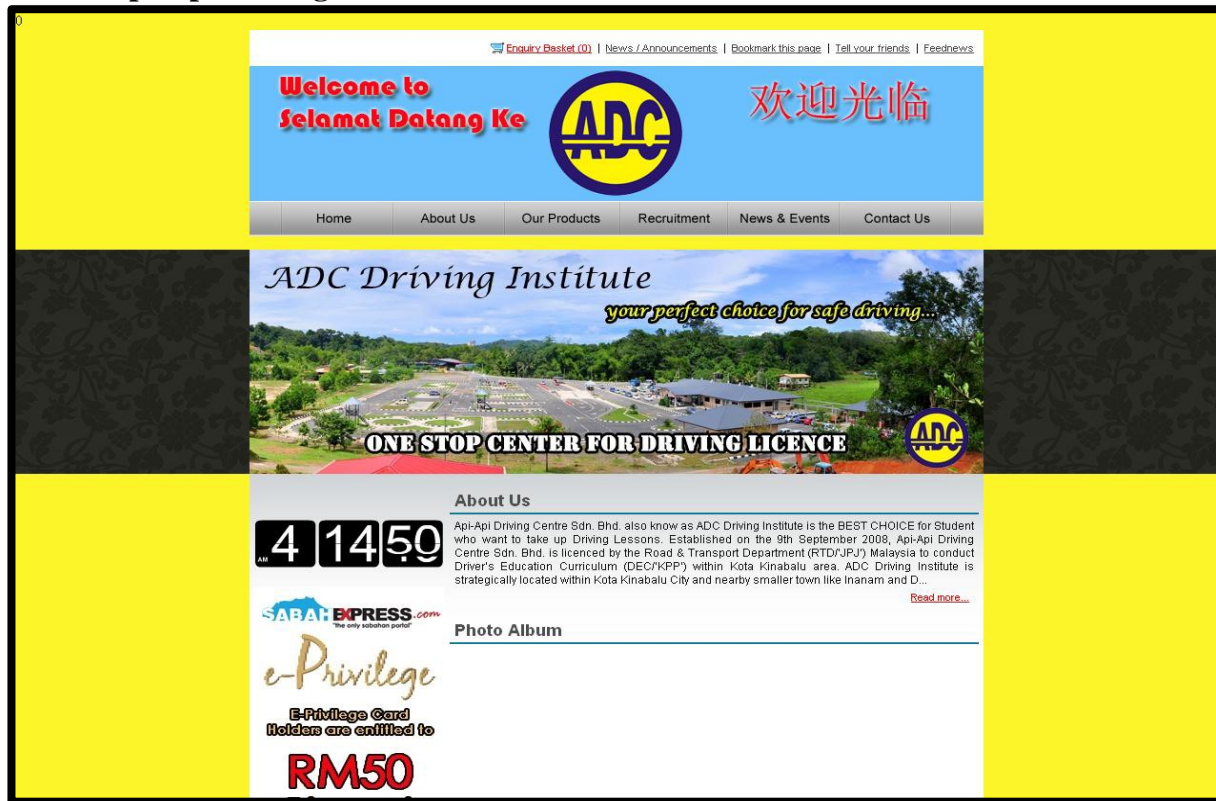 0
Enquiry Basket (0) | News / Announcements | Bookmark this page | Tell your friends | Feednews
Welcome to
Selamat Datang Ke
ADC
欢迎光临
Home About Us Our Products Recruitment News & Events Contact Us
ADC Driving Institute
your perfect choice for safe driving...
ONE STOP CENTER FOR DRIVING LICENCE
ADC
AM 4 14 50
SABAH EXPRESS.com
"the only sabahan portal"
e-Privilege
E-Privilege Card
Holders are entitled to
RM50
About Us
Api-Api Driving Centre Sdn. Bhd. also know as ADC Driving Institute is the BEST CHOICE for Student
who want to take up Driving Lessons. Established on the 9th September 2008, Api-Api Driving
Centre Sdn. Bhd. is licenced by the Road & Transport Department (RTD/'JPJ') Malaysia to conduct
Driver's Education Curriculum (DEC/'KPP') within Kota Kinabalu area. ADC Driving Institute is
strategically located within Kota Kinabalu City and nearby smaller town like Inanam and D...
Read more...
Photo Album